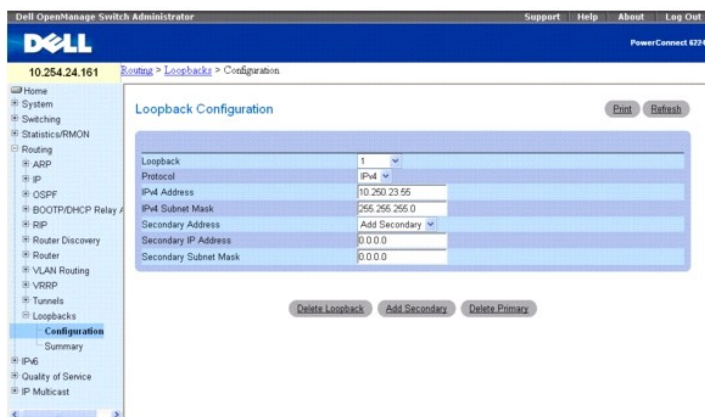 Dell OpenManage Switch Administrator
Support Help About Log Out
DELL
PowerConnect
10.254.24.161
Routing > Loopbacks > Configuration
Home
System
Switching
Statistics/RMON
Routing
ARP
IP
OSPF
BOOTP/DHCP Relay
RIP
Router Discovery
Router
VLAN Routing
VRRP
Tunnels
Loopbacks
Configuration
Summary
IPv6
Quality of Service
IP Multicast
Loopback Configuration
Print Refresh
Loopback 1
Protocol IPv4
IPv4 Address 10.250.23.55
IPv4 Subnet Mask 255.255.255.0
Secondary Address Add Secondary
Secondary IP Address 0.0.0.0
Secondary Subnet Mask 0.0.0.0
Delete Loopback Add Secondary Delete Primary